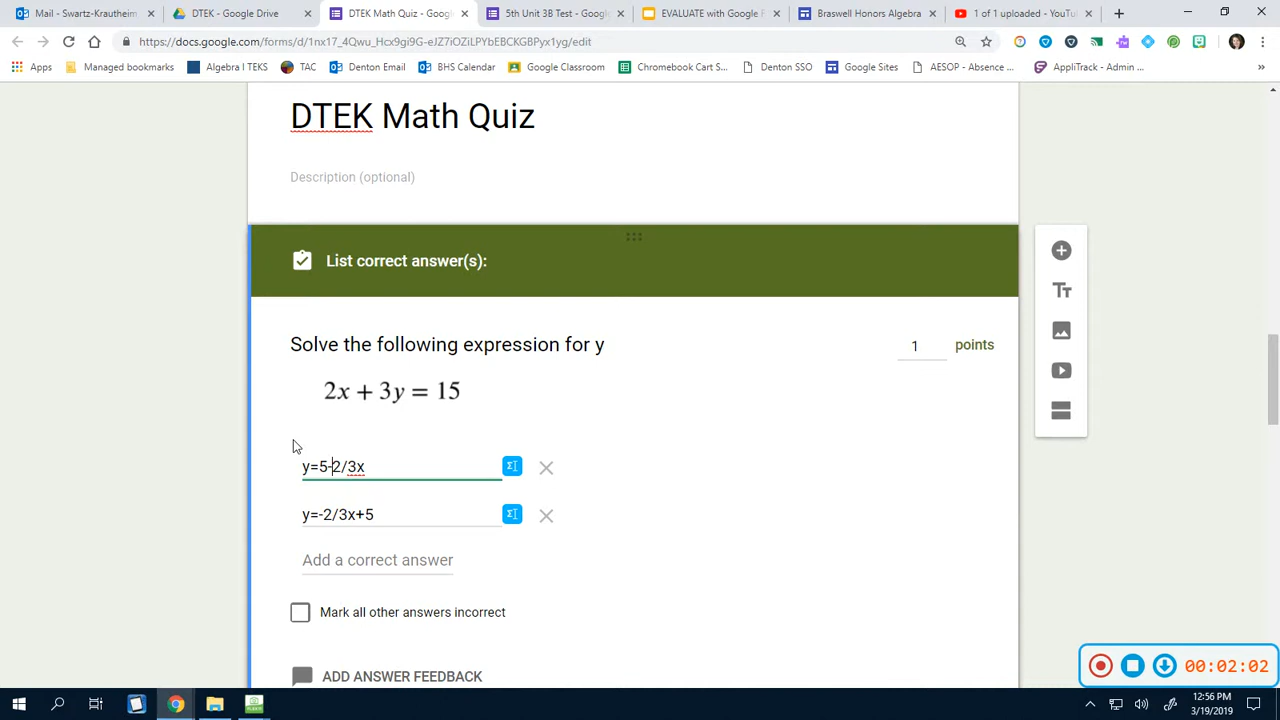 Mail - Swartz-Krautheim
DTEK - Google Drive
DTEK Math Quiz - Goog
5th Unit 3B Test - Goog
EVALUATE with Google
Braswell Honors Algebra
1 of 1 uploaded - YouTu
https://docs.google.com/forms/d/1nx17_4Qwu_Hcx9gi9G-eJZ7iOZiLPYbEBCKGBPyx1yg/edit
Apps
Managed bookmarks
Algebra I TEKS
TAC
Denton Email
BHS Calendar
Google Classroom
Chromebook Cart S...
Denton SSO
Google Sites
AESOP - Absence ...
AppliTrack - Admin ...
»
DTEK Math Quiz
Description (optional)
List correct answer(s):
Solve the following expression for y
1 points
2x + 3y = 15
y=5-2/3x
y=-2/3x+5
Add a correct answer
Mark all other answers incorrect
ADD ANSWER FEEDBACK
00:02:02
12:56 PM
3/19/2019